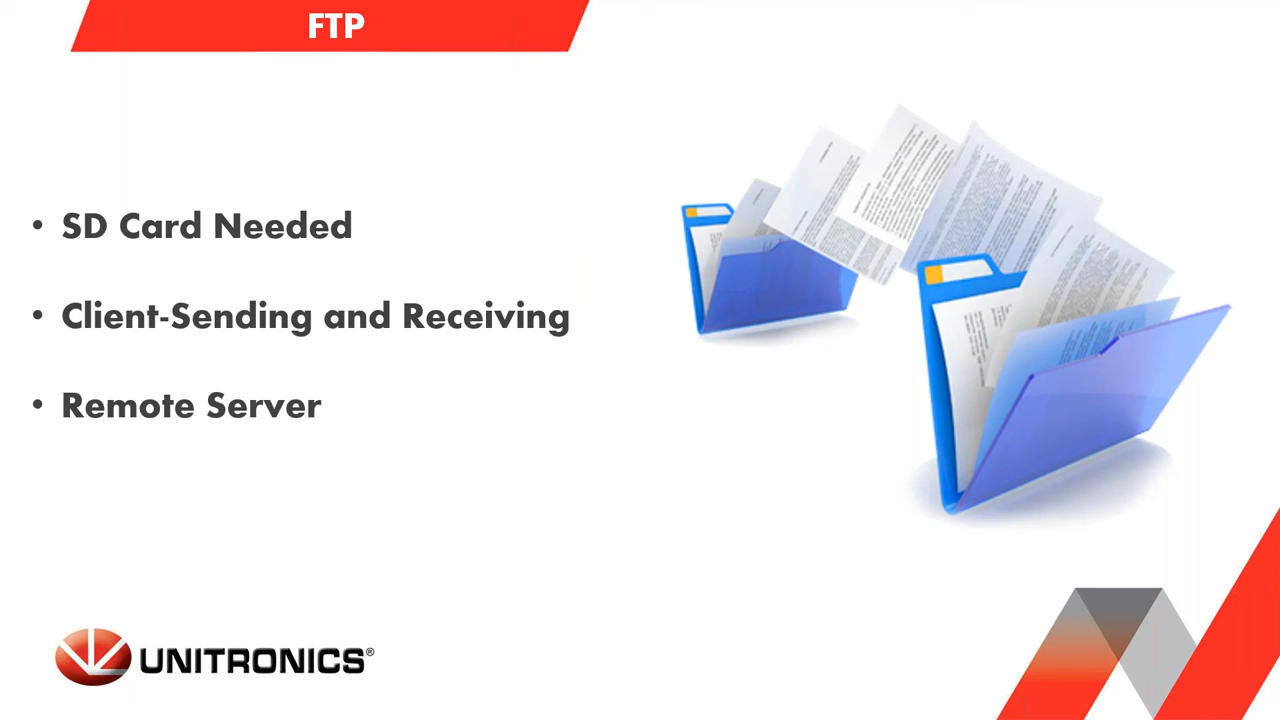 FTP
• SD Card Needed
• Client-Sending and Receiving
• Remote Server
UNITRONICS®